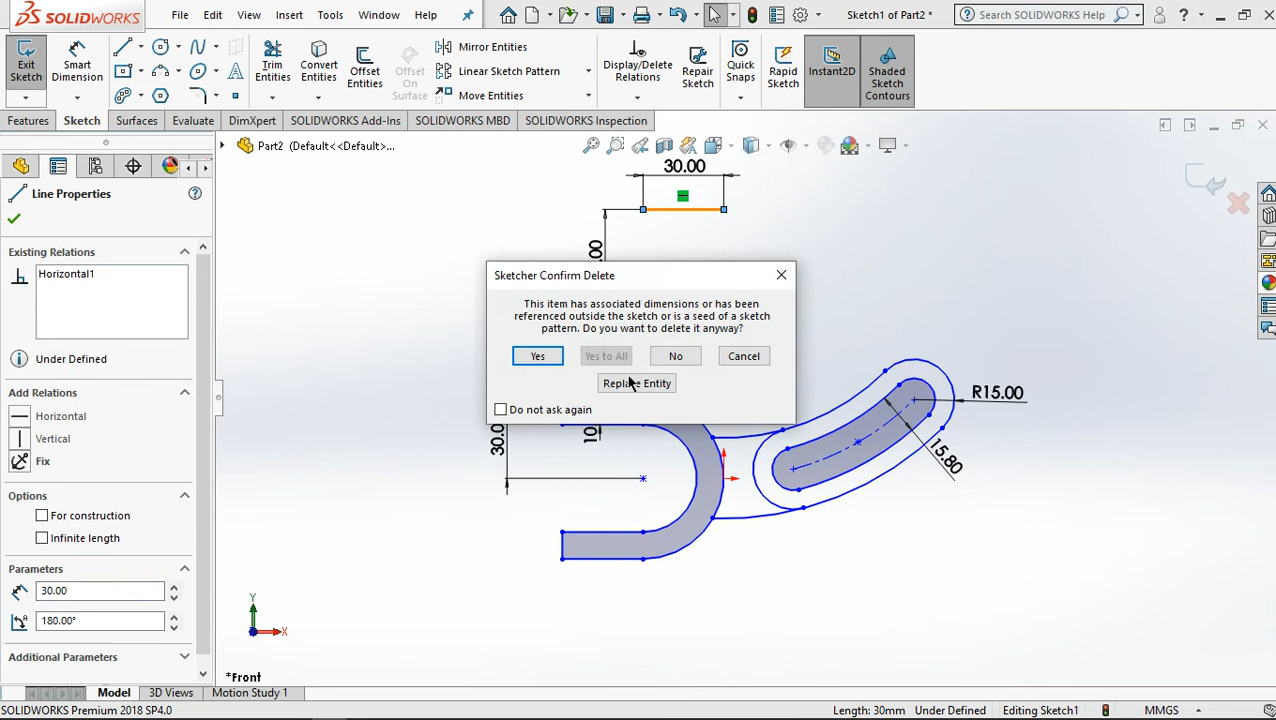 SOLIDWORKS
File Edit View Insert Tools Window Help
Sketch1 of Part2 *
Search SOLIDWORKS Help
?
Exit Sketch
Smart Dimension
Trim Entities
Convert Entities
Offset Entities
Offset On Surface
Mirror Entities
Linear Sketch Pattern
Move Entities
Display/Delete Relations
Repair Sketch
Quick Snaps
Rapid Sketch
Instant2D
Shaded Sketch Contours
Features Sketch Surfaces Evaluate DimXpert SOLIDWORKS Add-Ins SOLIDWORKS MBD SOLIDWORKS Inspection
Part2 (Default<<Default>...
Line Properties
Existing Relations
Horizontal1
Under Defined
Add Relations
Horizontal
Vertical
Fix
Options
For construction
Infinite length
Parameters
30.00
180.00°
Additional Parameters
30.00
Sketcher Confirm Delete
This item has associated dimensions or has been
referenced outside the sketch or is a seed of a sketch
pattern. Do you want to delete it anyway?
Yes Yes to All No Cancel
Replace Entity
Do not ask again
R15.00
15.80
30.0
Y
X
*Front
Model 3D Views Motion Study 1
SOLIDWORKS Premium 2018 SP4.0
Length: 30mm Under Defined Editing Sketch1 MMGS